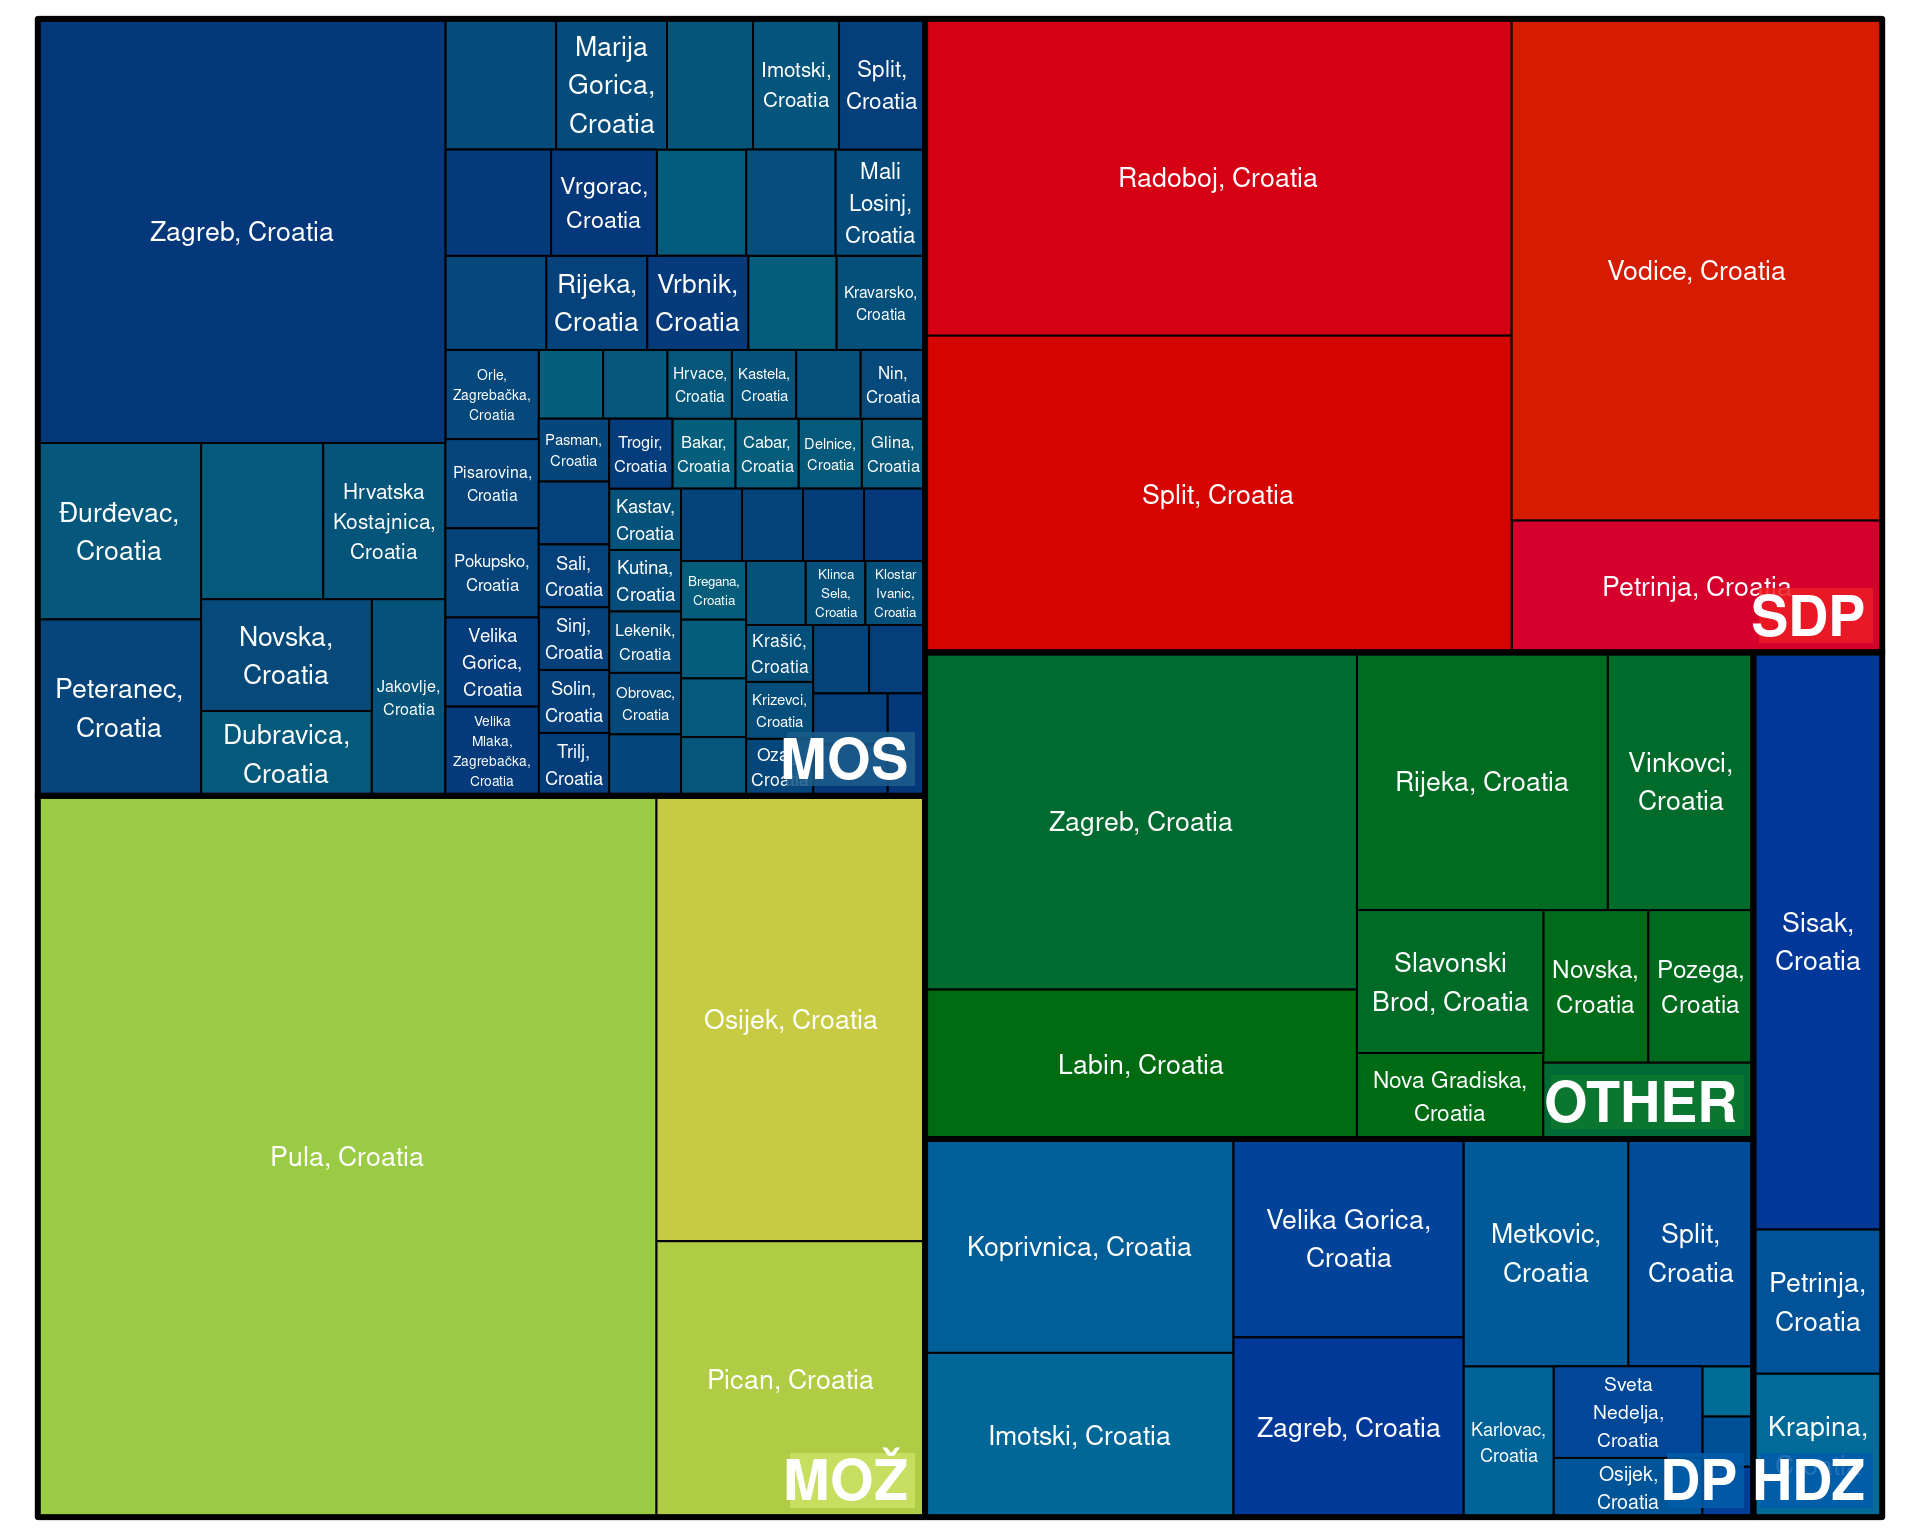 Zagreb, Croatia
Marija
Gorica,
Croatia
Imotski,
Croatia
Split,
Croatia
Vrgorac,
Croatia
Mali
Losinj,
Croatia
Rijeka,
Croatia
Vrbnik,
Croatia
Kravarsko,
Croatia
Orle,
Zagrebačka,
Croatia
Hrvace,
Croatia
Kastela,
Croatia
Nin,
Croatia
Pasman,
Croatia
Trogir,
Croatia
Bakar,
Croatia
Cabar,
Croatia
Delnice,
Croatia
Glina,
Croatia
Đurđevac,
Croatia
Hrvatska
Kostajnica,
Croatia
Pisarovina,
Croatia
Kastav,
Croatia
Pokupsko,
Croatia
Sali,
Croatia
Kutina,
Croatia
Bregana,
Croatia
Klinca
Sela,
Croatia
Klostar
Ivanic,
Croatia
Peteranec,
Croatia
Novska,
Croatia
Jakovlje,
Croatia
Dubravica,
Croatia
Velika
Gorica,
Croatia
Sinj,
Croatia
Lekenik,
Croatia
Krašić,
Croatia
Velika
Mlaka,
Zagrebačka,
Croatia
Solin,
Croatia
Obrovac,
Croatia
Krizevci,
Croatia
Trilj,
Croatia
MOS
Radoboj, Croatia
Vodice, Croatia
Split, Croatia
Petrinja, Croatia
SDP
Pula, Croatia
Osijek, Croatia
Pican, Croatia
MOŽ
Zagreb, Croatia
Rijeka, Croatia
Vinkovci,
Croatia
Labin, Croatia
Slavonski
Brod, Croatia
Novska,
Croatia
Pozega,
Croatia
Nova Gradiska,
Croatia
OTHER
Koprivnica, Croatia
Velika Gorica,
Croatia
Metkovic,
Croatia
Split,
Croatia
Imotski, Croatia
Zagreb, Croatia
Karlovac,
Croatia
Sveta
Nedelja,
Croatia
Osijek,
Croatia
DP
Sisak,
Croatia
Petrinja,
Croatia
Krapina,
HDZ